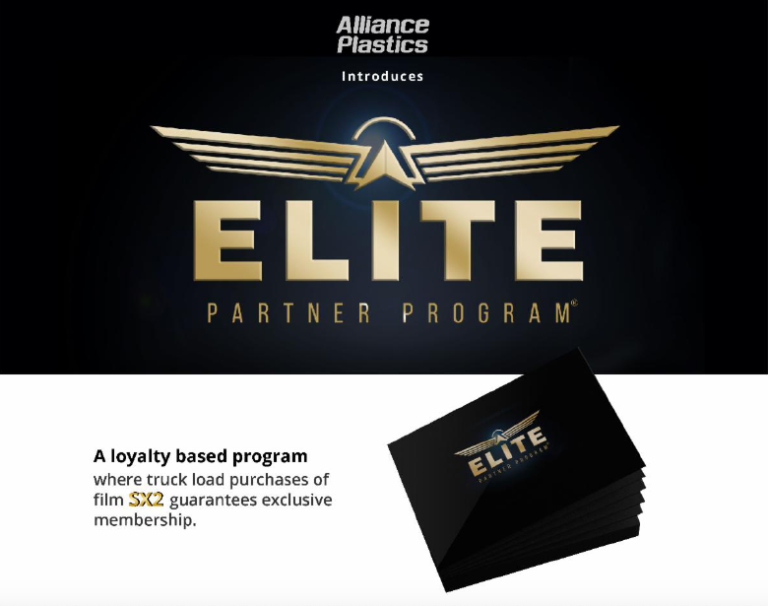 Alliance
Plastics
Introduces
ELITE
PARTNER PROGRAM®
A loyalty based program
where truck load purchases of
film SX2 guarantees exclusive
membership.
ELITE
PARTNER PROGRAM